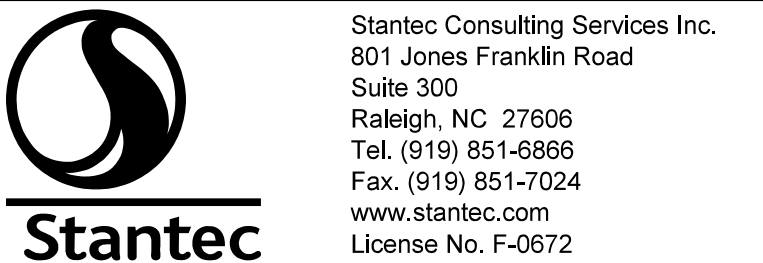 Stantec Consulting Services Inc.
801 Jones Franklin Road
Suite 300
Raleigh, NC  27606
Tel. (919) 851-6866
Fax. (919) 851-7024
www.stantec.com
License No. F-0672
Stantec